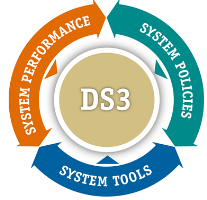 SYSTEM PERFORMANCE
SYSTEM POLICIES
DS3
SYSTEM TOOLS